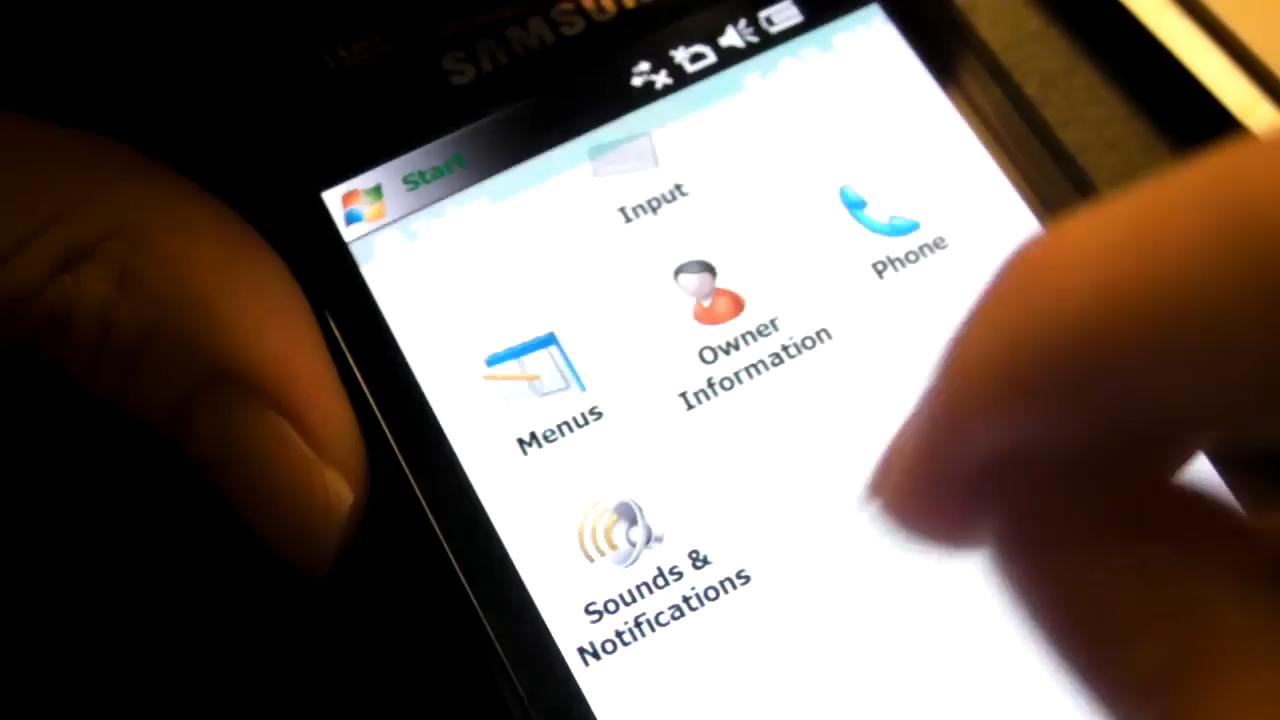 SAMSUNG
Start
Input
Phone
Owner
Information
Menus
Sounds &
Notifications